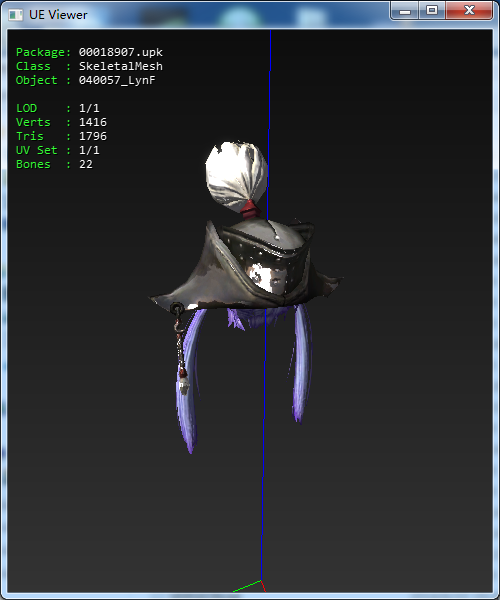 UE Viewer
Package: 00018907.upk
Class : SkeletalMesh
Object : 040057_LynF
LOD : 1/1
Verts : 1416
Tris : 1796
UV Set : 1/1
Bones : 22